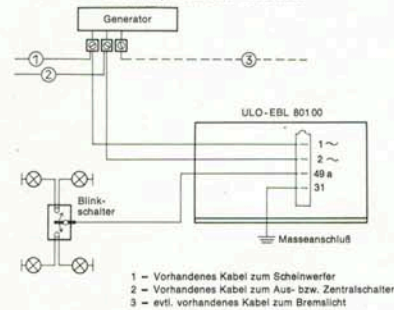 Generator
1
2
3
ULO-EBL 80100
1 ~
2 ~
49 a
31
Blink-
schalter
Masseanschluß
1 – Vorhandenes Kabel zum Scheinwerfer
2 – Vorhandenes Kabel zum Aus- bzw. Zentralschalter
3 – evtl. vorhandenes Kabel zum Bremslicht